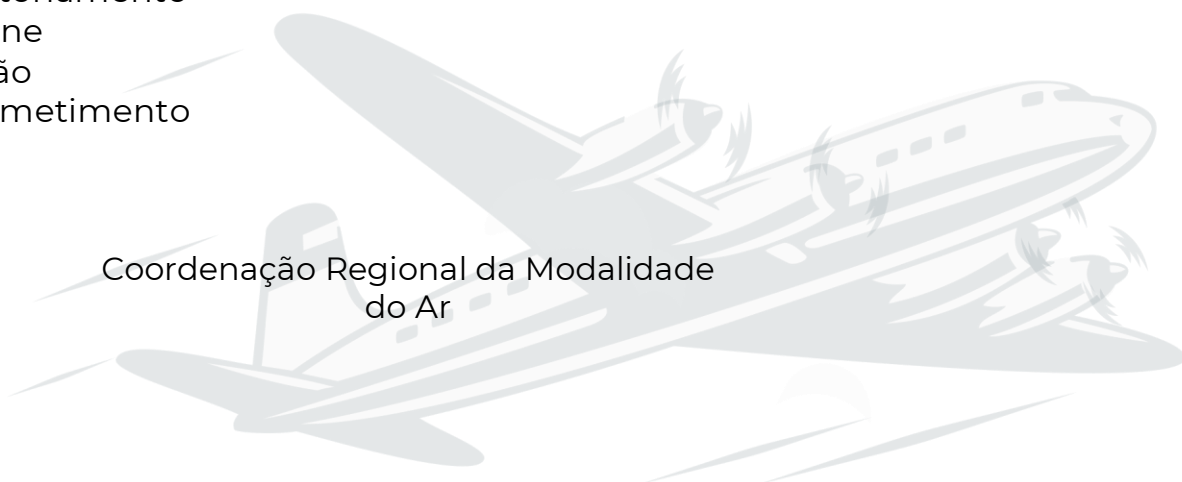 ne
ão
metimento
Coordenação Regional da Modalidade
do Ar